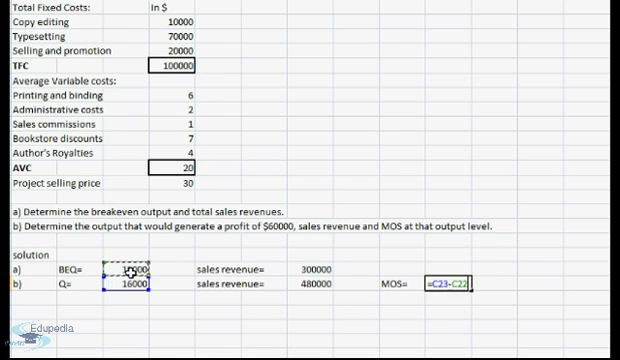 Total Fixed Costs: In $
Copy editing 10000
Typesetting 70000
Selling and promotion 20000
TFC 100000
Average Variable costs:
Printing and binding 6
Administrative costs 2
Sales commissions 1
Bookstore discounts 7
Author's Royalties 4
AVC 20
Project selling price 30
a) Determine the breakeven output and total sales revenues.
b) Determine the output that would generate a profit of $60000, sales revenue and MOS at that output level.
solution
a) BEQ= sales revenue= 300000
b) Q= 16000 sales revenue= 480000 MOS= =C23-C22
Edupedia